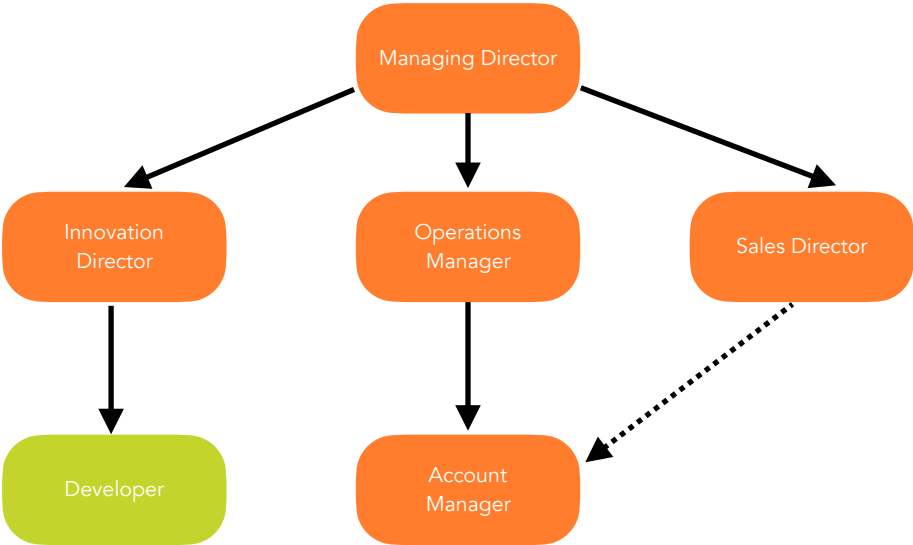 Managing Director
Innovation
Director
Operations
Manager
Sales Director
Developer
Account
Manager